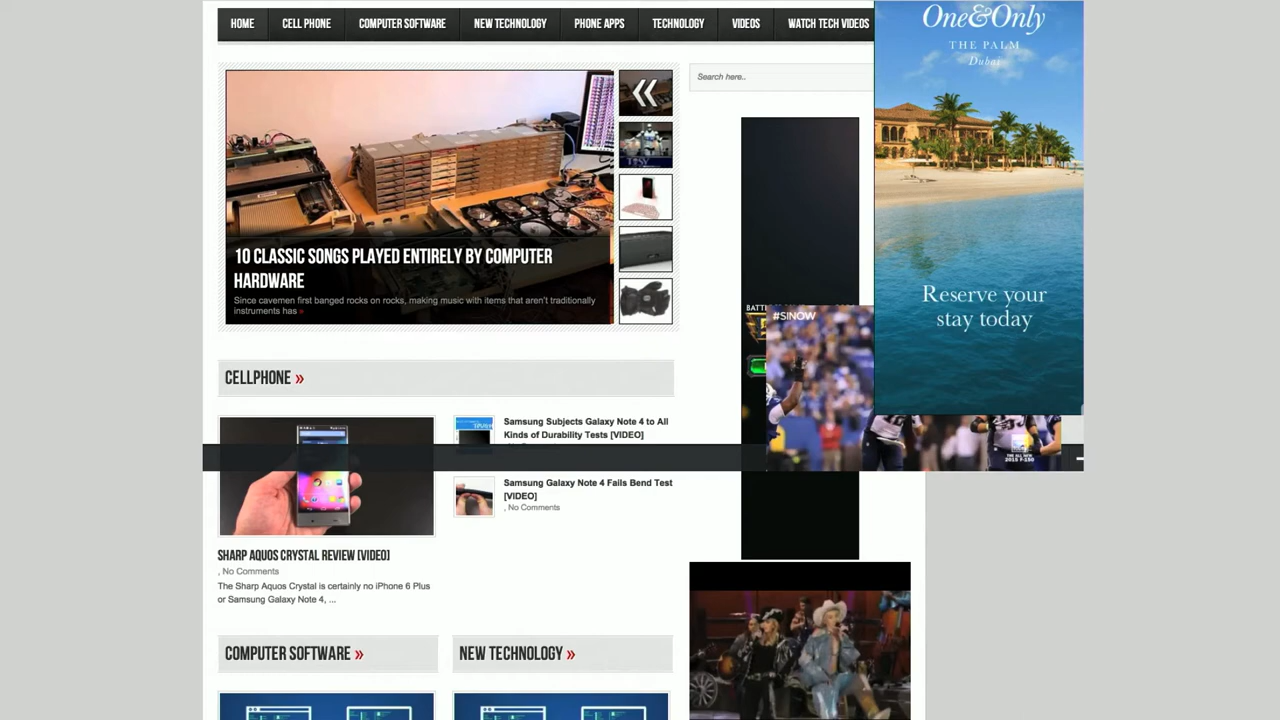 HOME CELL PHONE COMPUTER SOFTWARE NEW TECHNOLOGY PHONE APPS TECHNOLOGY VIDEOS WATCH TECH VIDEOS
One&Only
THE PALM
Dubai
Search here..
10 CLASSIC SONGS PLAYED ENTIRELY BY COMPUTER
HARDWARE
Since cavemen first banged rocks on rocks, making music with items that aren't traditionally
instruments has »
Reserve your
stay today
BATTL
#SINOW
CELLPHONE »
Samsung Subjects Galaxy Note 4 to All
Kinds of Durability Tests [VIDEO]
Samsung Galaxy Note 4 Fails Bend Test
[VIDEO]
, No Comments
SHARP AQUOS CRYSTAL REVIEW [VIDEO]
, No Comments
The Sharp Aquos Crystal is certainly no iPhone 6 Plus
or Samsung Galaxy Note 4, ...
COMPUTER SOFTWARE »
NEW TECHNOLOGY »